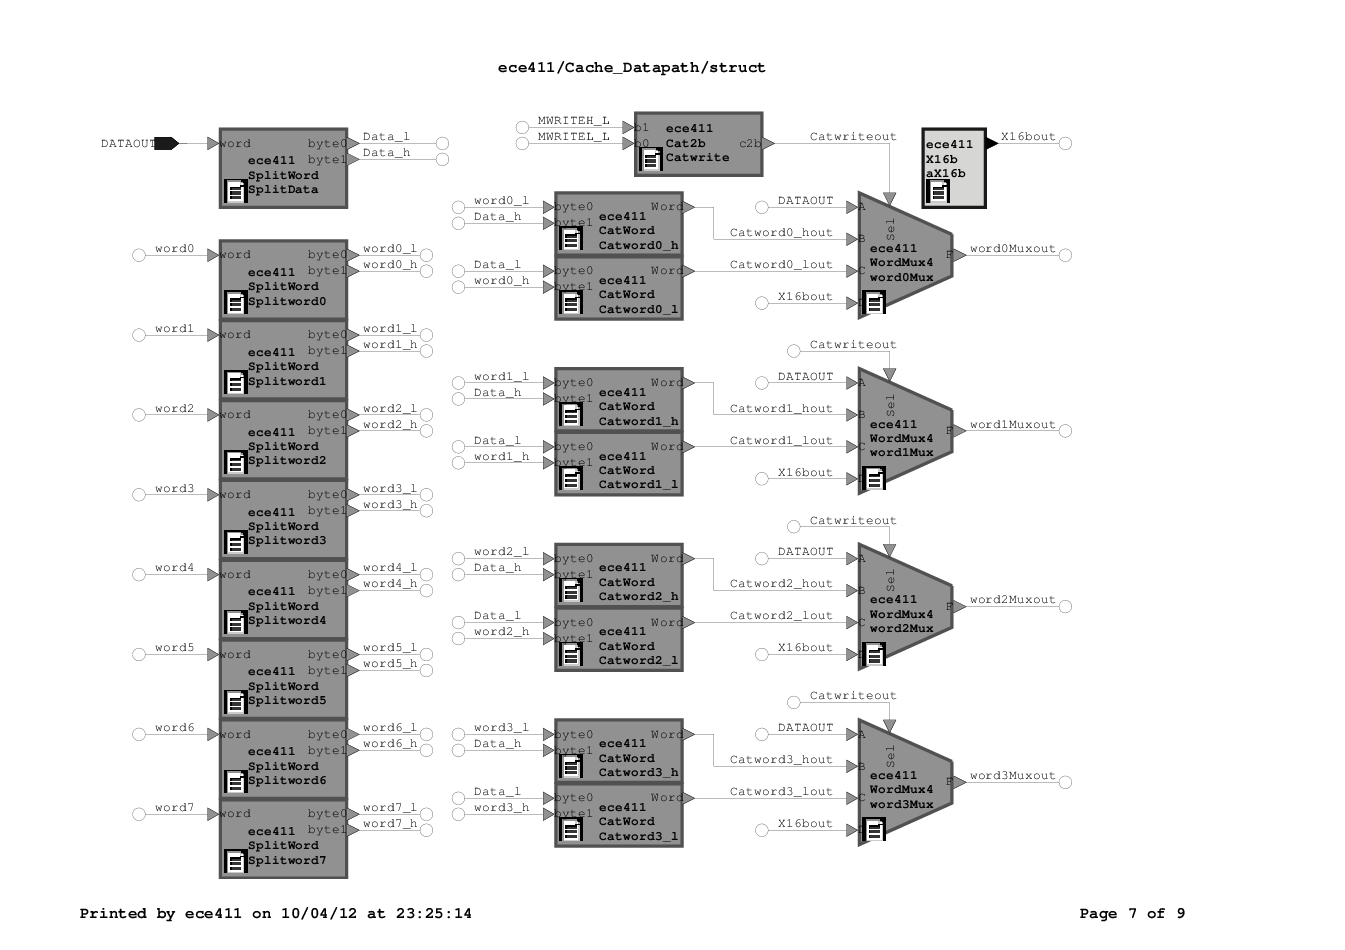 ece411/Cache_Datapath/struct
DATAOUT
word byte0 byte1
ece411
SplitWord
SplitData
Data_l
Data_h
word0
word byte0 byte1
ece411
SplitWord
Splitword0
word0_l
word0_h
word1
word byte0 byte1
ece411
SplitWord
Splitword1
word1_l
word1_h
word2
word byte0 byte1
ece411
SplitWord
Splitword2
word2_l
word2_h
word3
word byte0 byte1
ece411
SplitWord
Splitword3
word3_l
word3_h
word4
word byte0 byte1
ece411
SplitWord
Splitword4
word4_l
word4_h
word5
word byte0 byte1
ece411
SplitWord
Splitword5
word5_l
word5_h
word6
word byte0 byte1
ece411
SplitWord
Splitword6
word6_l
word6_h
word7
word byte0 byte1
ece411
SplitWord
Splitword7
word7_l
word7_h
MWRITEH_L
MWRITEL_L
b1
b0
c2b
ece411
Cat2b
Catwrite
Catwriteout
ece411
X16b
aX16b
X16bout
word0_l
Data_h
byte0 Word
byte1
ece411
CatWord
Catword0_h
Data_l
word0_h
byte0 Word
byte1
ece411
CatWord
Catword0_l
DATAOUT
Catword0_hout
Catword0_lout
X16bout
A
B
C
Sel
F
ece411
WordMux4
word0Mux
word0Muxout
word1_l
Data_h
byte0 Word
byte1
ece411
CatWord
Catword1_h
Data_l
word1_h
byte0 Word
byte1
ece411
CatWord
Catword1_l
Catwriteout
DATAOUT
Catword1_hout
Catword1_lout
X16bout
A
B
C
Sel
F
ece411
WordMux4
word1Mux
word1Muxout
word2_l
Data_h
byte0 Word
byte1
ece411
CatWord
Catword2_h
Data_l
word2_h
byte0 Word
byte1
ece411
CatWord
Catword2_l
Catwriteout
DATAOUT
Catword2_hout
Catword2_lout
X16bout
A
B
C
Sel
F
ece411
WordMux4
word2Mux
word2Muxout
word3_l
Data_h
byte0 Word
byte1
ece411
CatWord
Catword3_h
Data_l
word3_h
byte0 Word
byte1
ece411
CatWord
Catword3_l
Catwriteout
DATAOUT
Catword3_hout
Catword3_lout
X16bout
A
B
C
Sel
F
ece411
WordMux4
word3Mux
word3Muxout
Printed by ece411 on 10/04/12 at 23:25:14
Page 7 of 9